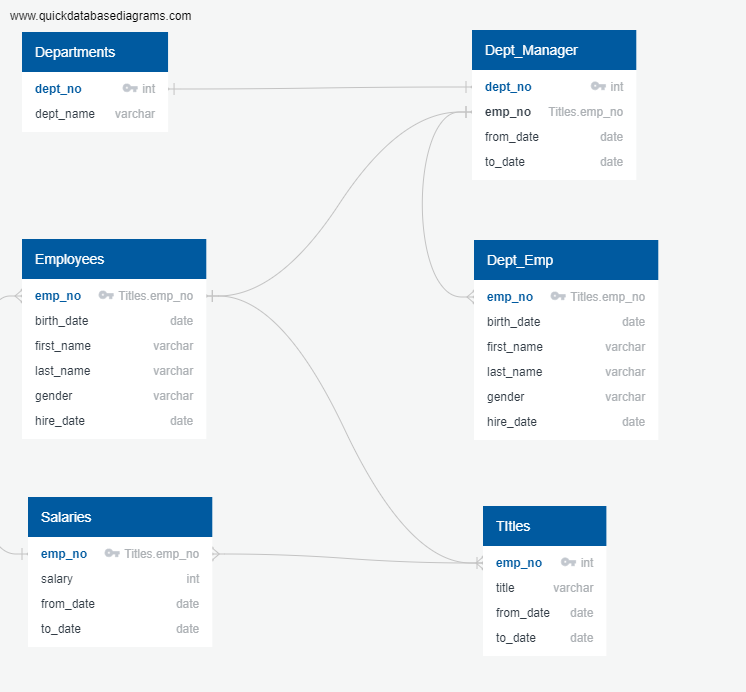 www.quickdatabasediagrams.com
Departments
dept_no int
dept_name varchar
Dept_Manager
dept_no int
emp_no Titles.emp_no
from_date date
to_date date
Employees
emp_no Titles.emp_no
birth_date date
first_name varchar
last_name varchar
gender varchar
hire_date date
Dept_Emp
emp_no Titles.emp_no
birth_date date
first_name varchar
last_name varchar
gender varchar
hire_date date
Salaries
emp_no Titles.emp_no
salary int
from_date date
to_date date
TItles
emp_no int
title varchar
from_date date
to_date date